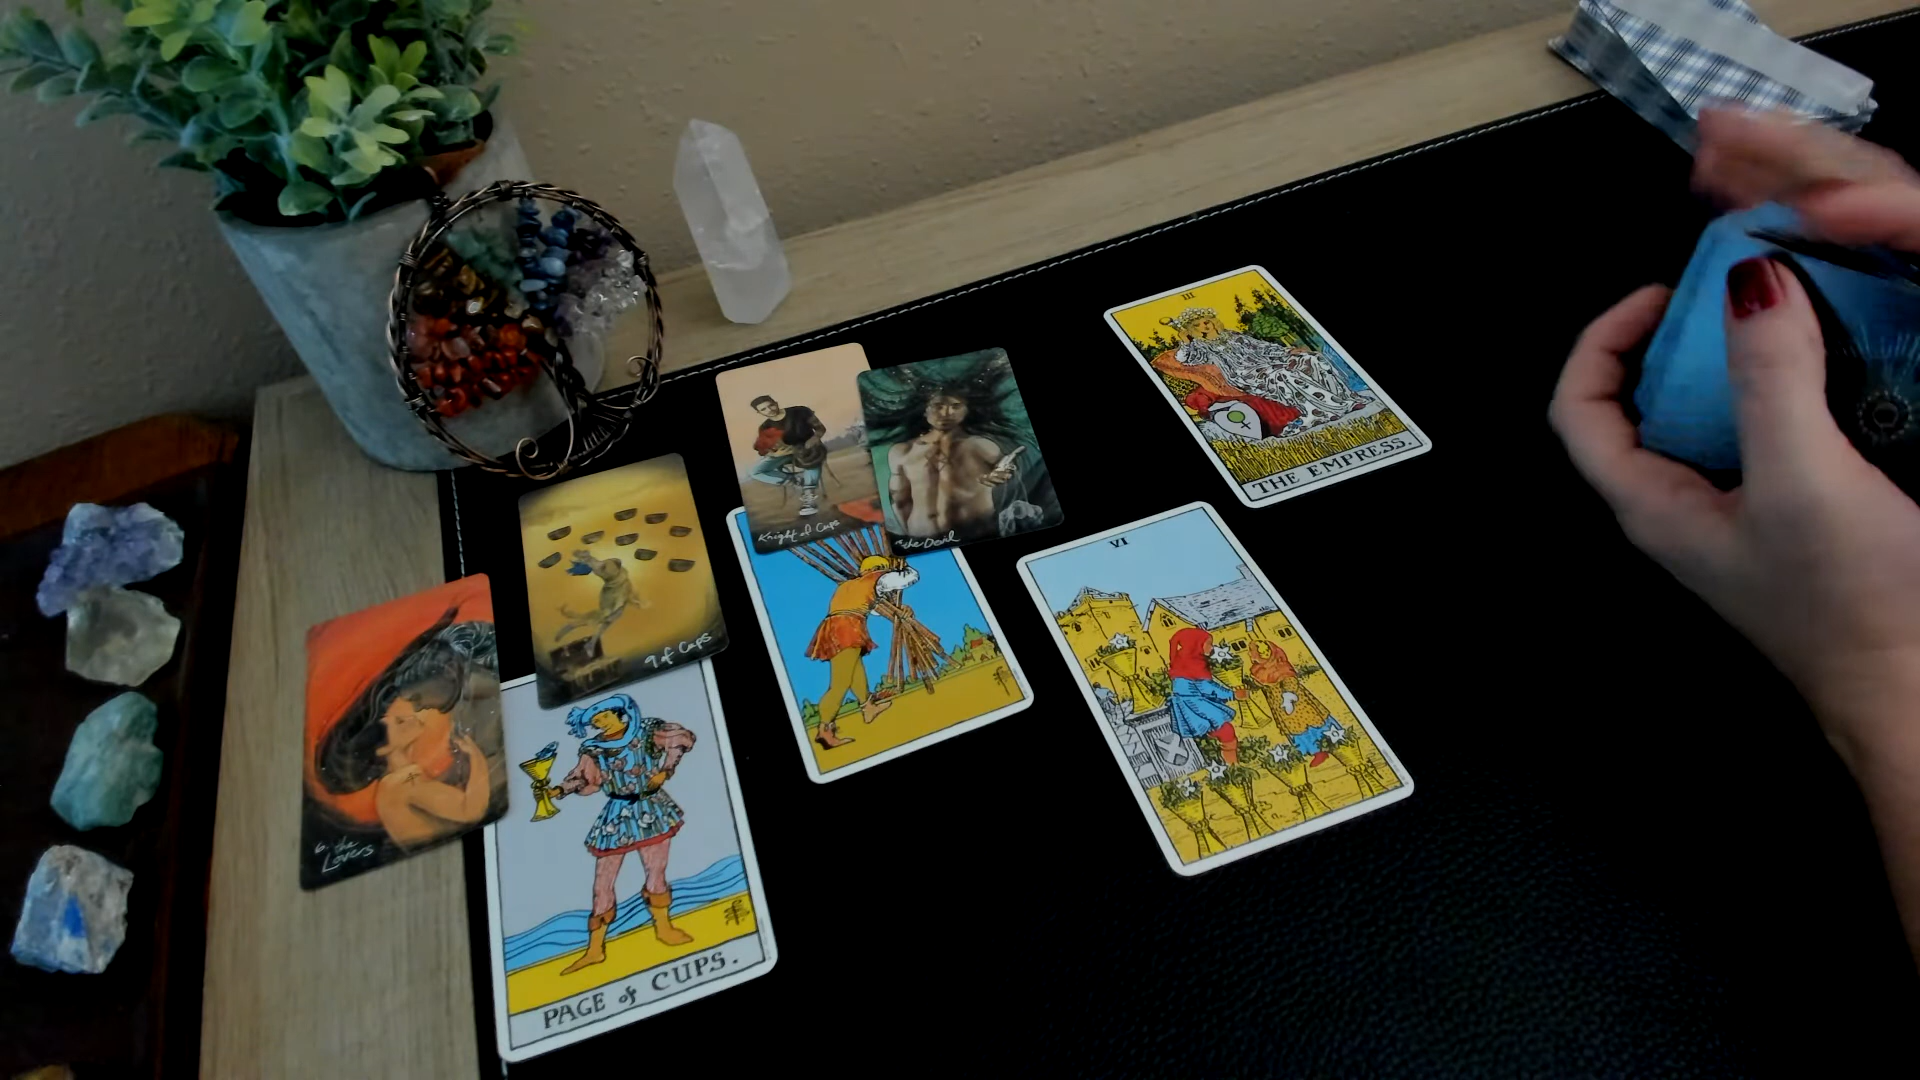 III
THE EMPRESS.
Knight of Cups
the Devil
VI
9 of Cups
6. the
Lovers
PAGE of CUPS.